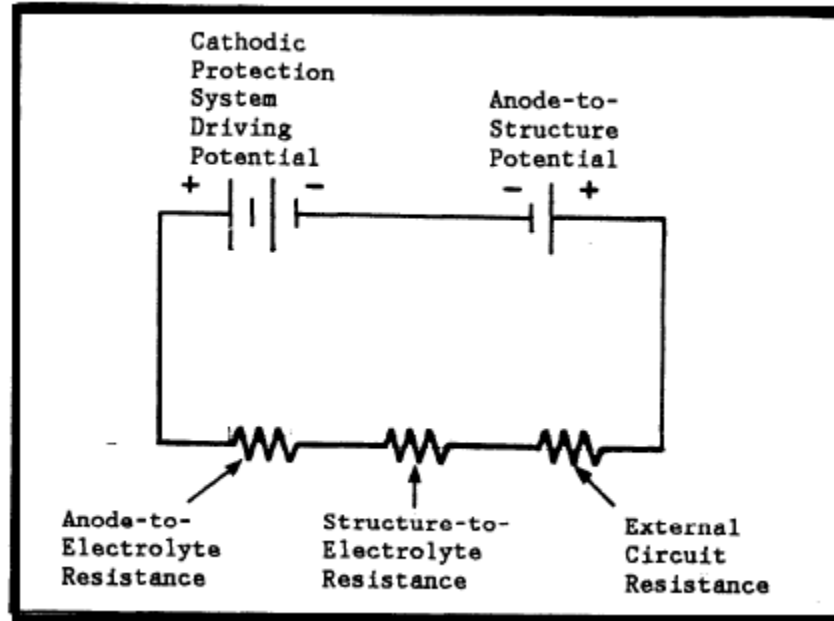 Cathodic
Protection
System
Driving
Potential
Anode-to-
Structure
Potential
+ -
- +
Anode-to-
Electrolyte
Resistance
Structure-to-
Electrolyte
Resistance
External
Circuit
Resistance